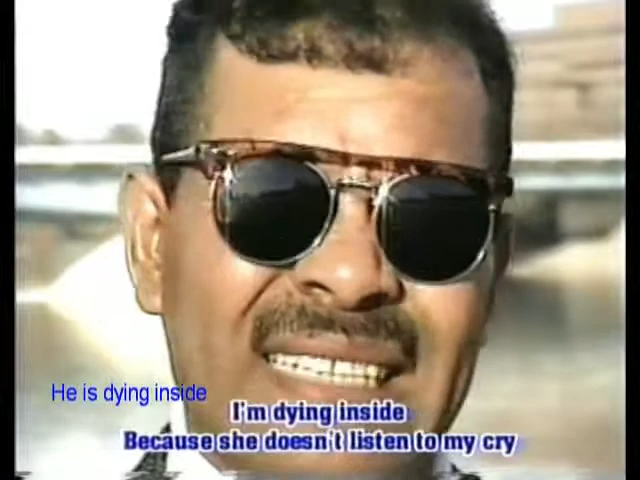 He is dying inside
I'm dying inside
Because she doesn't listen to my cry